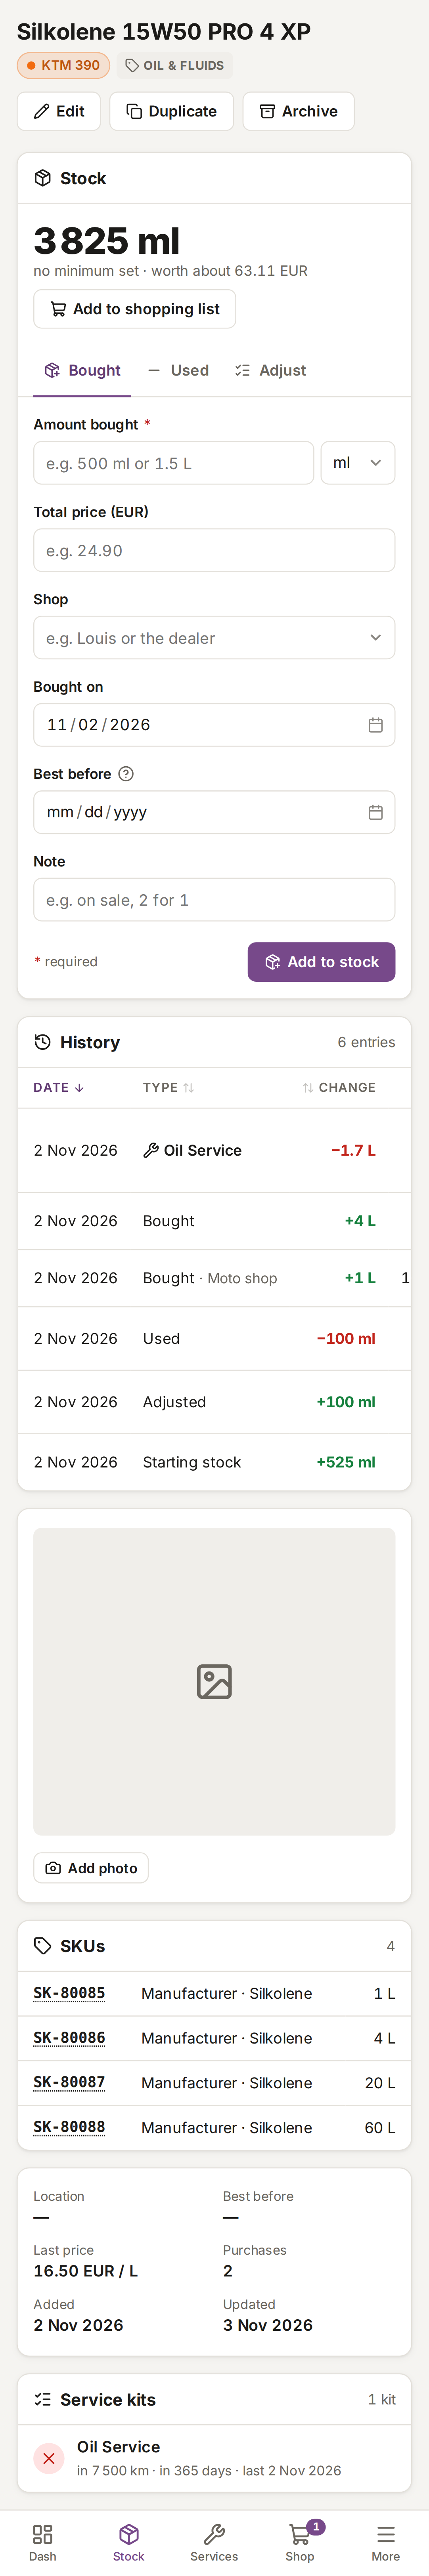 Silkolene 15W50 PRO 4 XP
KTM 390 OIL & FLUIDS
Edit Duplicate Archive
Stock
3 825 ml
no minimum set · worth about 63.11 EUR
Add to shopping list
Bought Used Adjust
Amount bought *
e.g. 500 ml or 1.5 L ml
Total price (EUR)
e.g. 24.90
Shop
e.g. Louis or the dealer
Bought on
11/02/2026
Best before ?
mm/dd/yyyy
Note
e.g. on sale, 2 for 1
* required Add to stock
History 6 entries
DATE TYPE CHANGE
2 Nov 2026 Oil Service −1.7 L
2 Nov 2026 Bought +4 L
2 Nov 2026 Bought · Moto shop +1 L 1
2 Nov 2026 Used −100 ml
2 Nov 2026 Adjusted +100 ml
2 Nov 2026 Starting stock +525 ml
Add photo
SKUs 4
SK-80085 Manufacturer · Silkolene 1 L
SK-80086 Manufacturer · Silkolene 4 L
SK-80087 Manufacturer · Silkolene 20 L
SK-80088 Manufacturer · Silkolene 60 L
Location Best before
— —
Last price Purchases
16.50 EUR / L 2
Added Updated
2 Nov 2026 3 Nov 2026
Service kits 1 kit
Oil Service
in 7 500 km · in 365 days · last 2 Nov 2026
1
Dash Stock Services Shop More